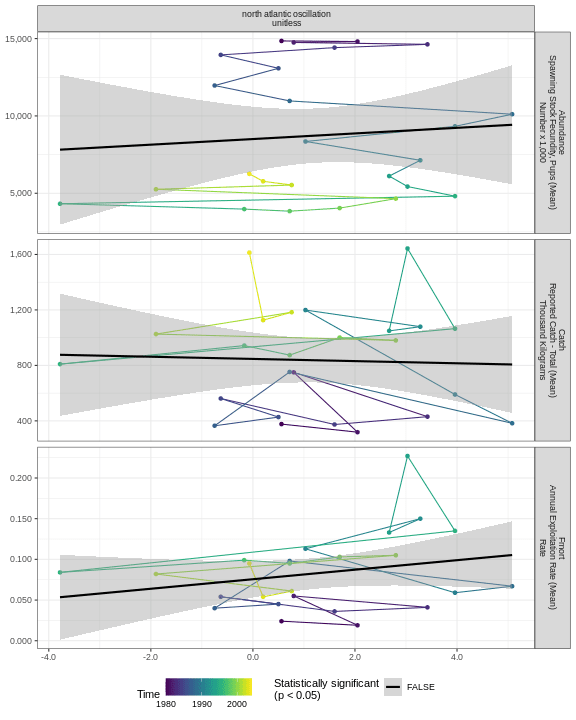 north atlantic oscillation
unitless
15,000
10,000
5,000
Abundance
Spawning Stock Fecundity, Pups (Mean)
Number x 1,000
1,600
1,200
800
400
Catch
Reported Catch - Total (Mean)
Thousand Kilograms
0.200
0.150
0.100
0.050
0.000
Fmort
Annual Exploitation Rate (Mean)
Rate
-4.0 -2.0 0.0 2.0 4.0
Time
1980 1990 2000
Statistically significant
(p < 0.05)
FALSE